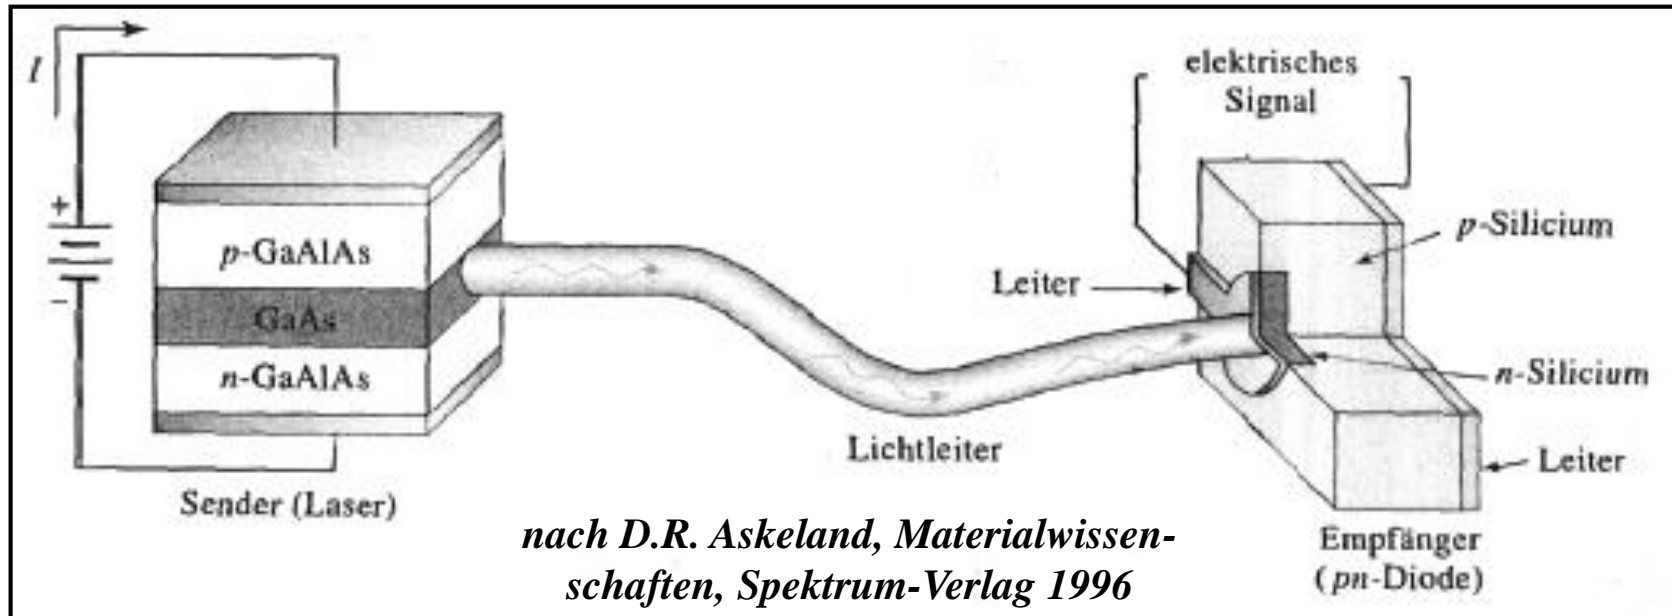 I
+
−
p-GaAlAs
GaAs
n-GaAlAs
Sender (Laser)
Lichtleiter
elektrisches
Signal
p-Silicium
Leiter
n-Silicium
Leiter
Empfänger
(pn-Diode)
nach D.R. Askeland, Materialwissen-
schaften, Spektrum-Verlag 1996